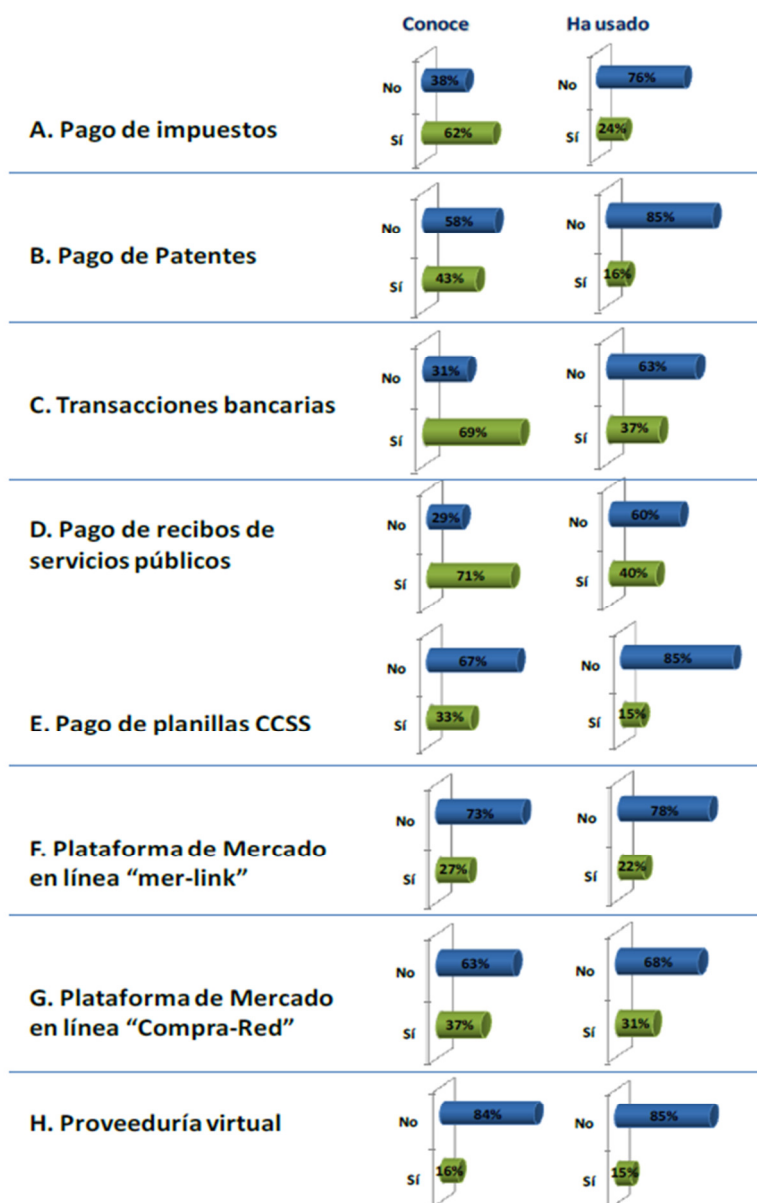 Conoce Ha usado
No 38% No 76%
A. Pago de impuestos
Sí 62% Sí 24%
No 58% No 85%
B. Pago de Patentes
Sí 43% Sí 16%
No 31% No 63%
C. Transacciones bancarias
Sí 69% Sí 37%
D. Pago de recibos de
servicios públicos
No 29% No 60%
Sí 71% Sí 40%
No 67% No 85%
E. Pago de planillas CCSS
Sí 33% Sí 15%
No 73% No 78%
F. Plataforma de Mercado
en línea “mer-link”
Sí 27% Sí 22%
No 63% No 68%
G. Plataforma de Mercado
en línea “Compra-Red”
Sí 37% Sí 31%
H. Proveeduría virtual
No 84% No 85%
Sí 16% Sí 15%